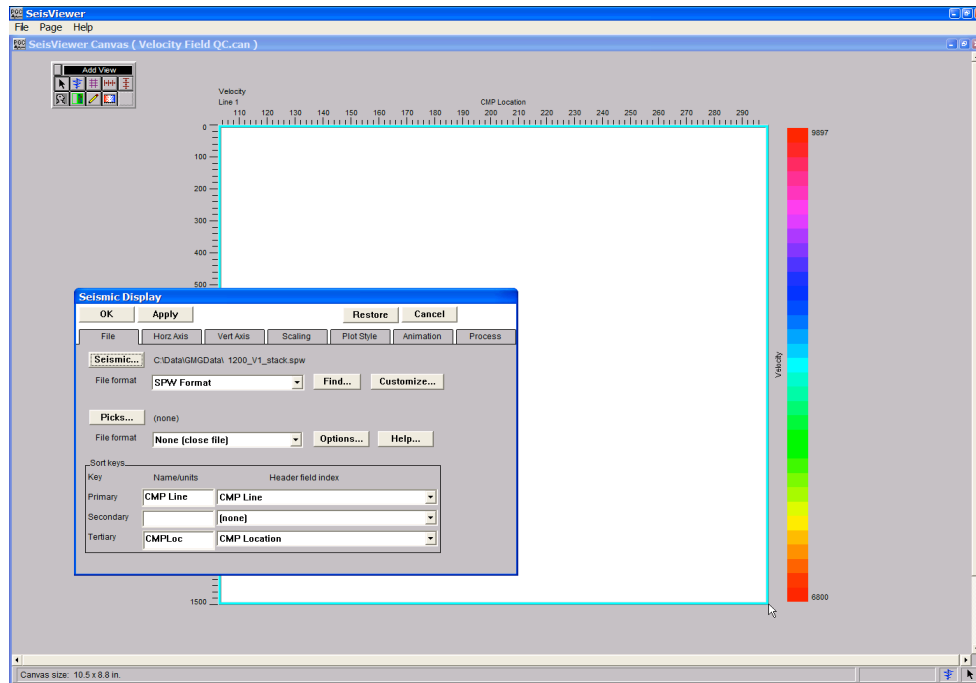 SeisViewer
File Page Help
SeisViewer Canvas ( Velocity Field QC.can )
Add View
Velocity
Line 1
CMP Location
110 120 130 140 150 160 170 180 190 200 210 220 230 240 250 260 270 280 290
0
100
200
300
400
500
1500
9897
Velocity
6800
Seismic Display
OK Apply Restore Cancel
File Horz Axis Vert Axis Scaling Plot Style Animation Process
Seismic... C:\Data\GMGData\ 1200_V1_stack.spw
File format SPW Format Find... Customize...
Picks... (none)
File format None (close file) Options... Help...
Sort keys
Key Name/units Header field index
Primary CMP Line CMP Line
Secondary (none)
Tertiary CMPLoc CMP Location
Canvas size: 10.5 x 8.8 in.